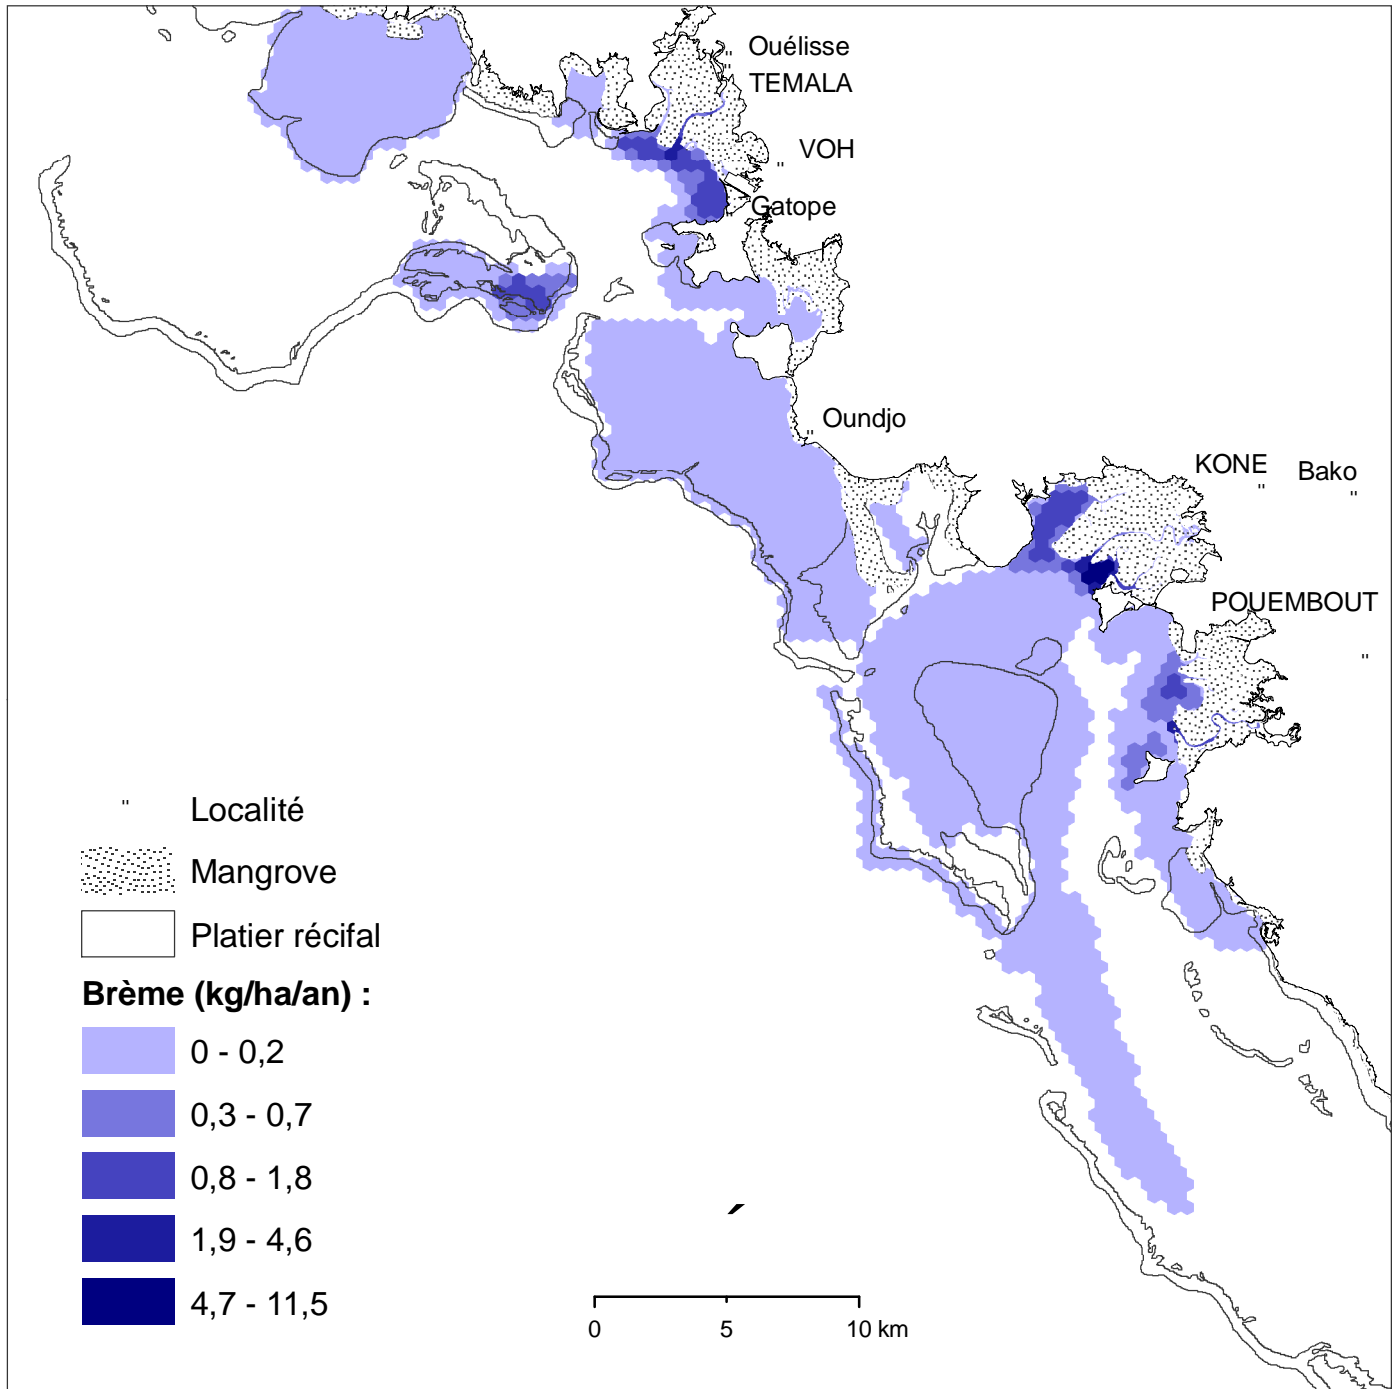 Ouélisse
TEMALA
VOH
Gatope
Oundjo
KONE
Bako
POUEMBOUT
Localité
Mangrove
Platier récifal
Brème (kg/ha/an) :
0 - 0,2
0,3 - 0,7
0,8 - 1,8
1,9 - 4,6
4,7 - 11,5
0 5 10 km